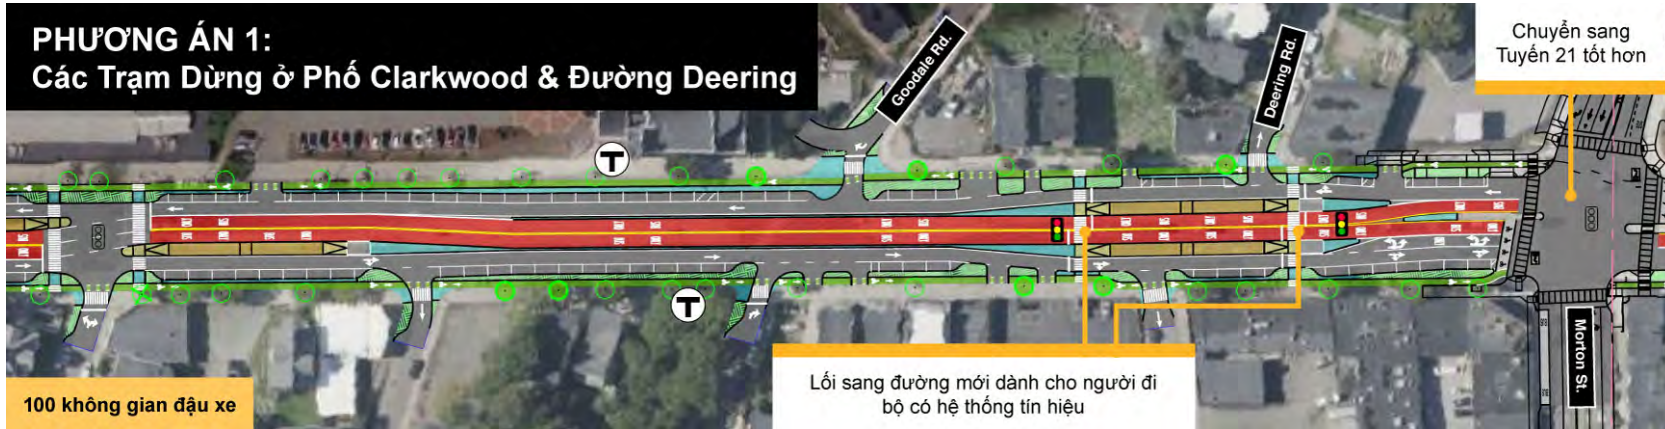 PHƯƠNG ÁN 1:
Các Trạm Dừng ở Phố Clarkwood & Đường Deering
Goodale Rd.
Deering Rd.
Chuyển sang
Tuyến 21 tốt hơn
T
T
Morton St.
Lối sang đường mới dành cho người đi
bộ có hệ thống tín hiệu
100 không gian đậu xe